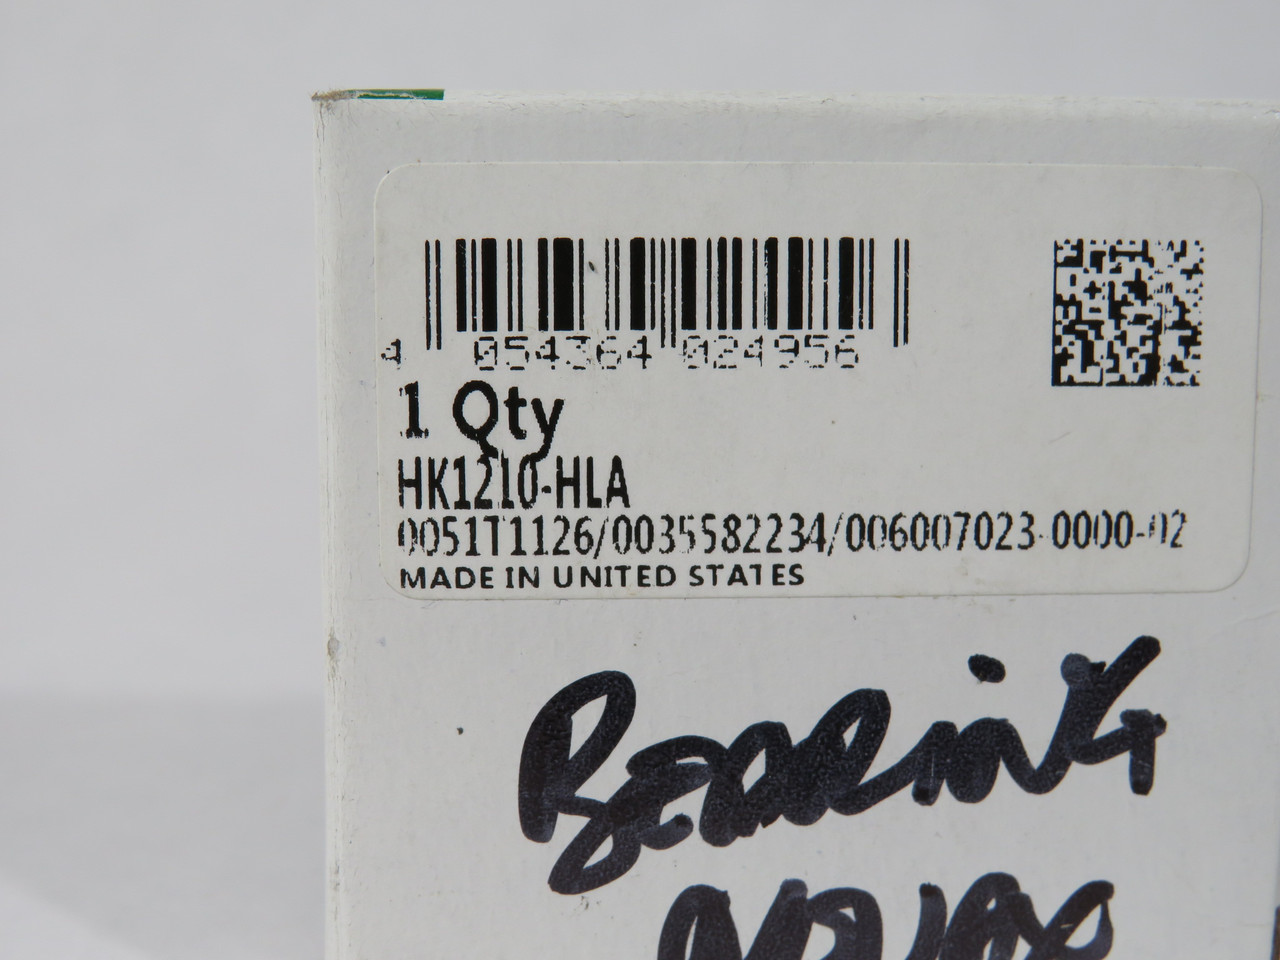 4 054364 024956
1 Qty
HK1210-HLA
0051T1126/0035582234/006007023-0000-02
MADE IN UNITED STATES
BEARING